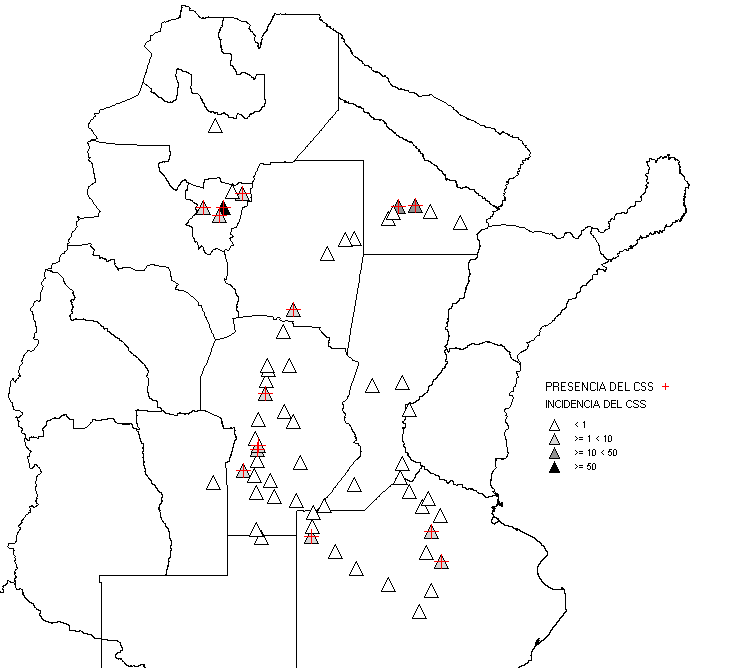 PRESENCIA DEL CSS +
INCIDENCIA DEL CSS
< 1
>= 1 < 10
>= 10 < 50
>= 50